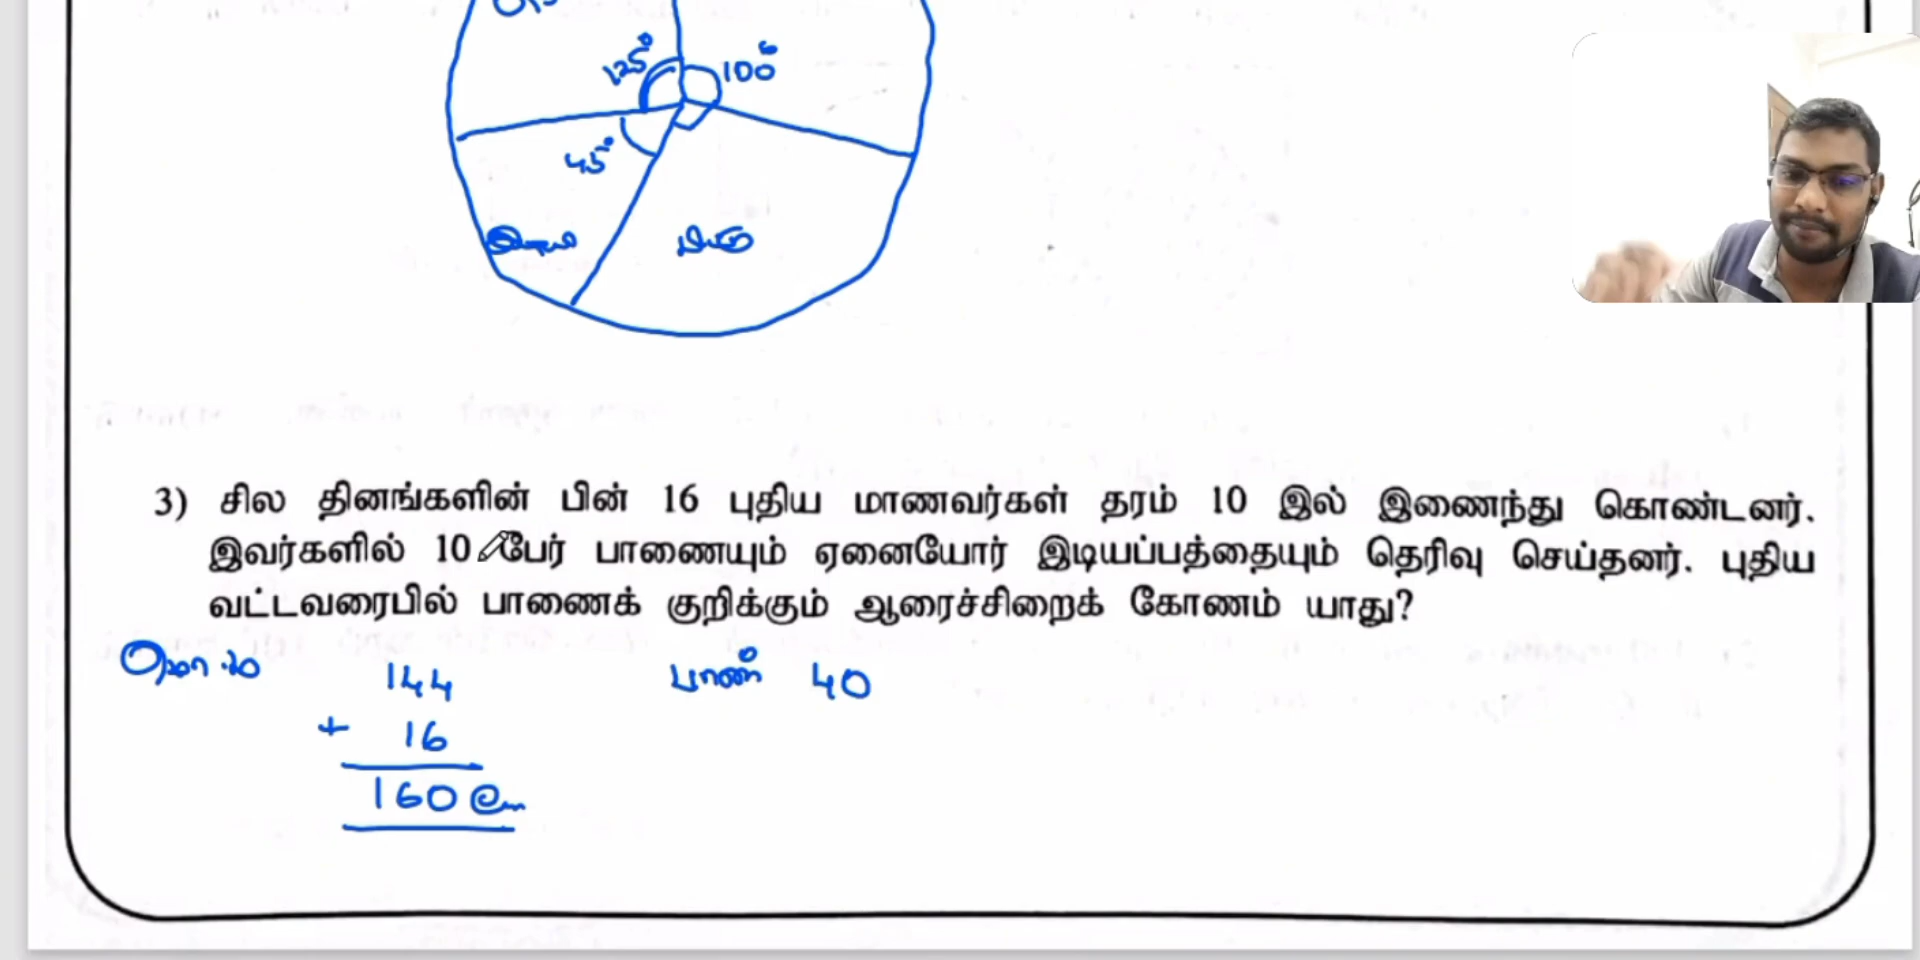 125°
100°
45°
3) சில தினங்களின் பின் 16 புதிய மாணவர்கள் தரம் 10 இல் இணைந்து கொண்டனர்.
இவர்களில் 10 பேர் பாணையும் ஏனையோர் இடியப்பத்தையும் தெரிவு செய்தனர். புதிய
வட்டவரைபில் பாணைக் குறிக்கும் ஆரைச்சிறைக் கோணம் யாது?
144
பாண் 40
+ 16
160